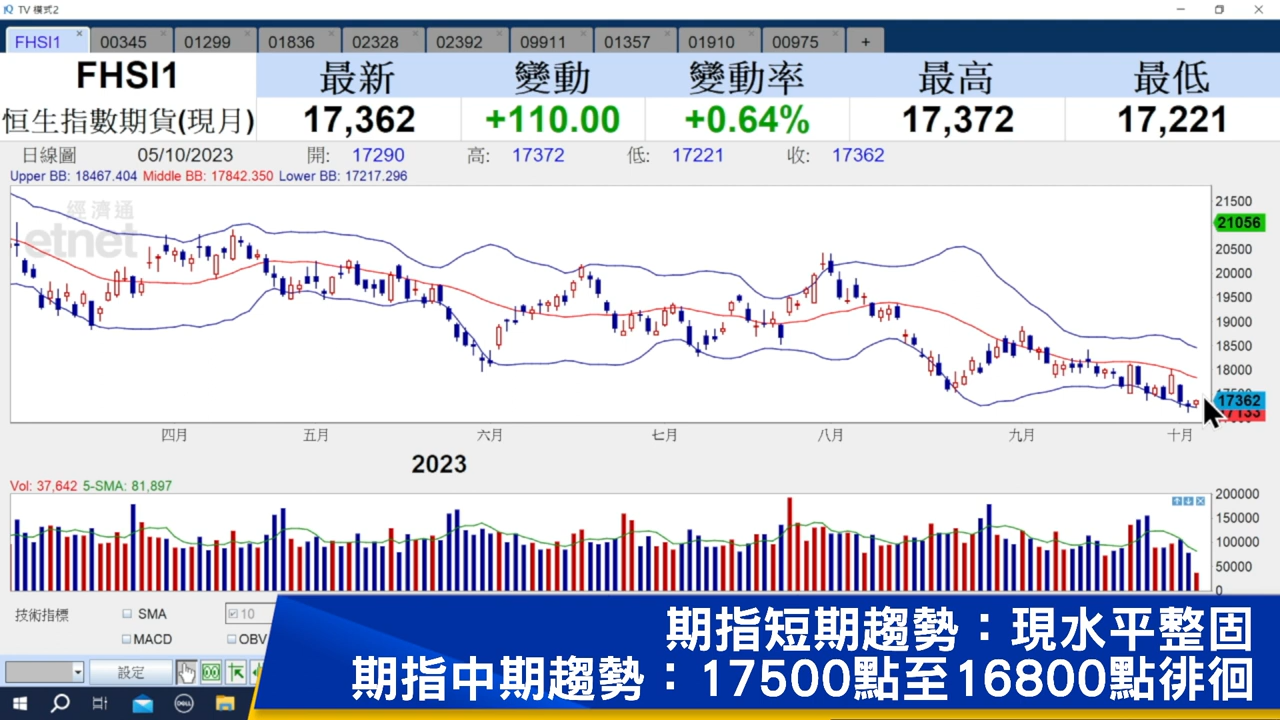 TV 模式2
FHSI1 00345 01299 01836 02328 02392 09911 01357 01910 00975 +
FHSI1 最新 變動 變動率 最高 最低
恒生指數期貨(現月) 17,362 +110.00 +0.64% 17,372 17,221
日線圖 05/10/2023 開: 17290 高: 17372 低: 17221 收: 17362
Upper BB: 18467.404 Middle BB: 17842.350 Lower BB: 17217.296
經濟通
etnet
21500
21056
20500
20000
19500
19000
18500
18000
17362
17133
四月 五月 六月 七月 八月 九月 十月
2023
Vol: 37,642 5-SMA: 81,897
200000
150000
100000
50000
0
技術指標 SMA 10
MACD OBV
設定
DELL
期指短期趨勢：現水平整固
期指中期趨勢：17500點至16800點徘徊